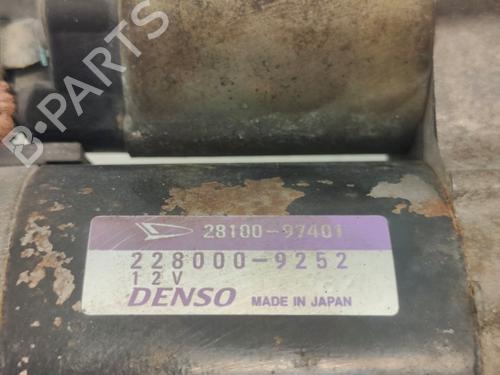 B-PARTS
28100-97401
228000-9252
12V
DENSO MADE IN JAPAN